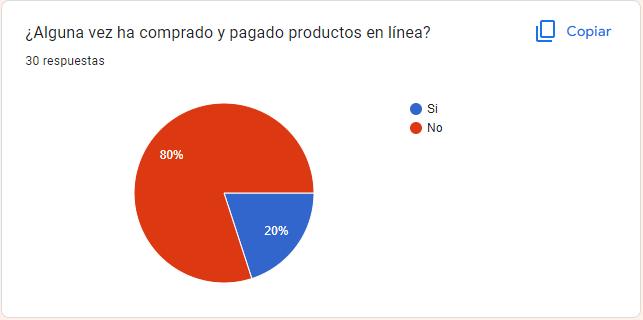 ¿Alguna vez ha comprado y pagado productos en línea?
Copiar
30 respuestas
Si
No
80%
20%